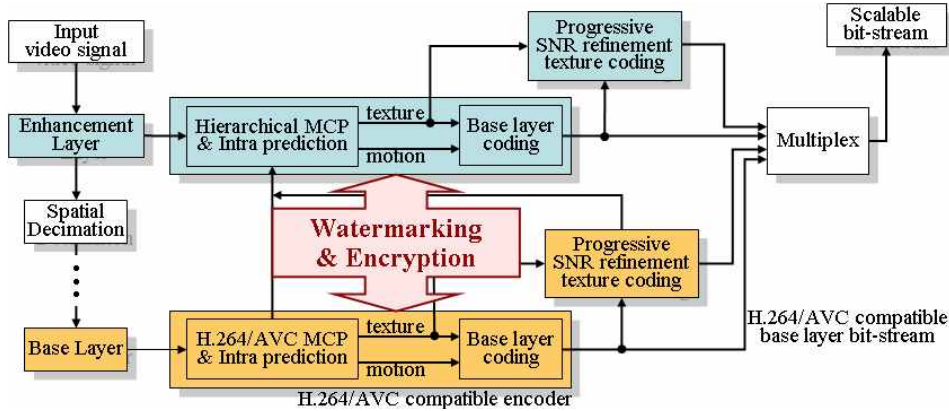 Input
video signal
Progressive
SNR refinement
texture coding
Scalable
bit-stream
Enhancement
Layer
Hierarchical MCP
& Intra prediction
texture
motion
Base layer
coding
Multiplex
Spatial
Decimation
Watermarking
& Encryption
Progressive
SNR refinement
texture coding
Base Layer
H.264/AVC MCP
& Intra prediction
texture
motion
Base layer
coding
H.264/AVC compatible
base layer bit-stream
H.264/AVC compatible encoder